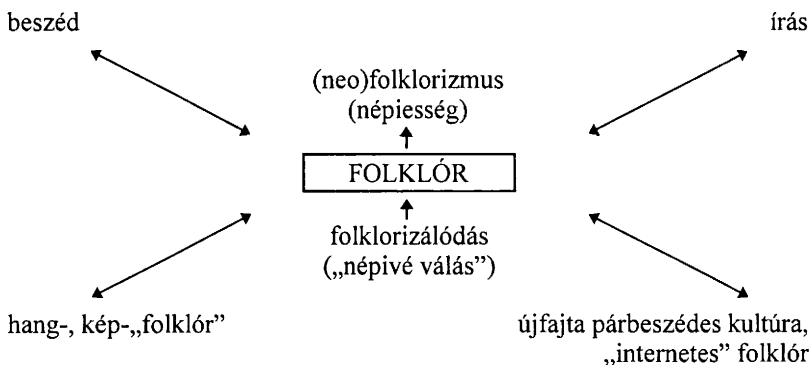 beszéd
írás
(neo)folklorizmus
(népiesség)
FOLKLÓR
folklorizálódás
(„népivé válás”)
hang-, kép-„folklór”
újfajta párbeszédes kultúra,
„internetes” folklór